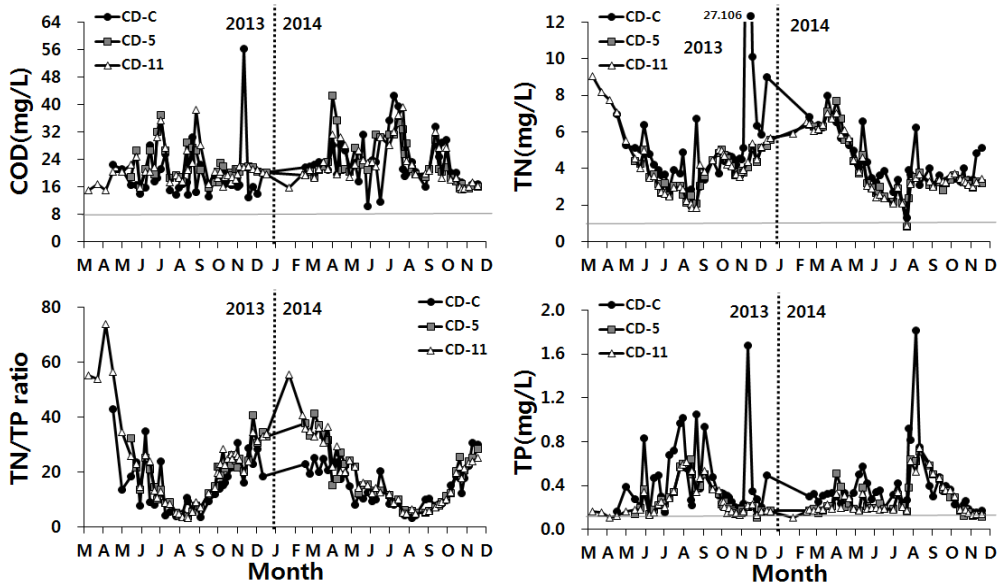 64
56
48
40
32
24
16
8
0
COD(mg/L)
CD-C
CD-5
CD-11
2013
2014
M A M J J A S O N D J F M A M J J A S O N D
12
10
8
6
4
2
0
TN(mg/L)
CD-C
CD-5
CD-11
27.106
2013
2014
M A M J J A S O N D J F M A M J J A S O N D
80
60
40
20
0
TN/TP ratio
2013
2014
CD-C
CD-5
CD-11
M A M J J A S O N D J F M A M J J A S O N D
Month
2.0
1.6
1.2
0.8
0.4
0.0
TP(mg/L)
CD-C
CD-5
CD-11
2013
2014
M A M J J A S O N D J F M A M J J A S O N D
Month